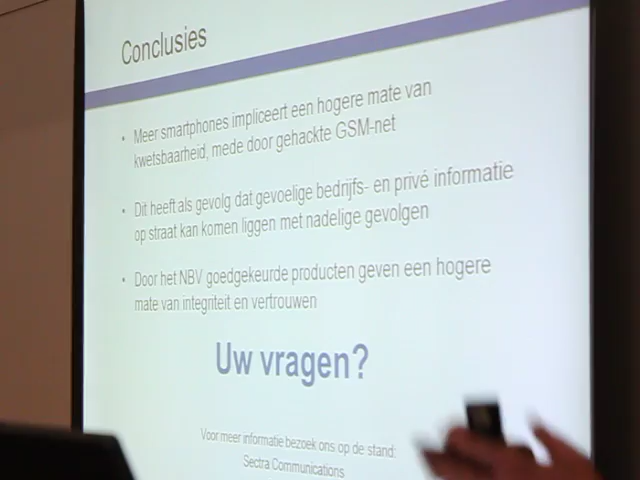 Conclusies
• Meer smartphones impliceert een hogere mate van
kwetsbaarheid, mede door gehackte GSM-net
• Dit heeft als gevolg dat gevoelige bedrijfs- en privé informatie
op straat kan komen liggen met nadelige gevolgen
• Door het NBV goedgekeurde producten geven een hogere
mate van integriteit en vertrouwen
Uw vragen?
Voor meer informatie bezoek ons op de stand:
Sectra Communications